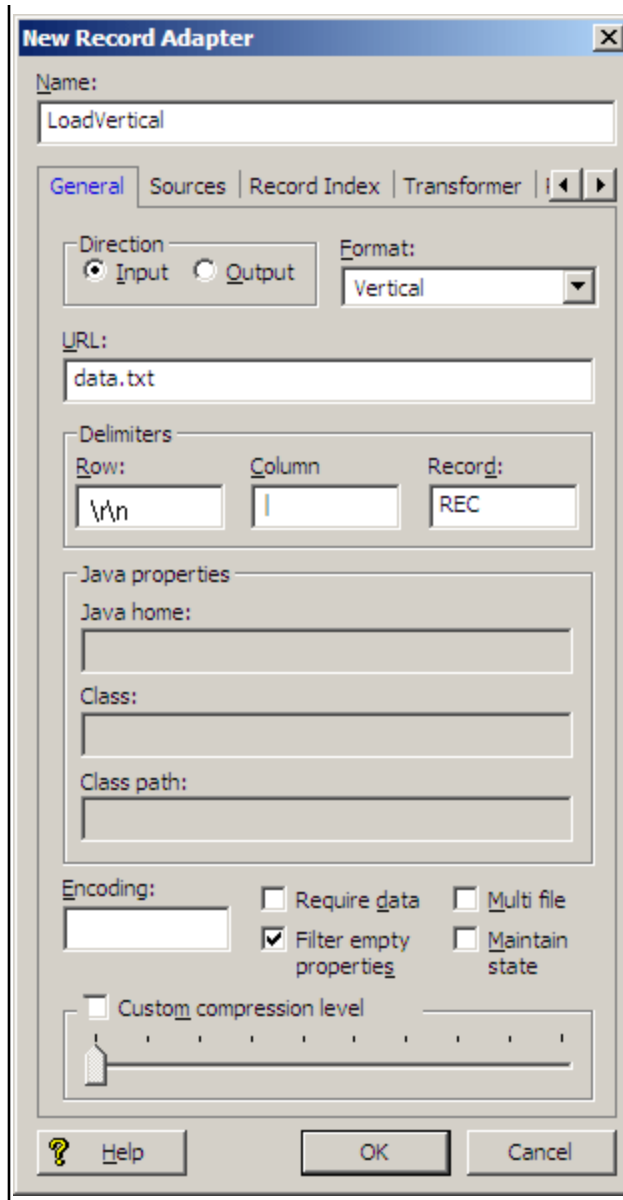 New Record Adapter
Name:
LoadVertical
General Sources Record Index Transformer
Direction
Input Output
Format:
Vertical
URL:
data.txt
Delimiters
Row: Column Record:
\r\n | REC
Java properties
Java home:
Class:
Class path:
Encoding:
Require data Multi file
Filter empty properties
Maintain state
Custom compression level
Help OK Cancel